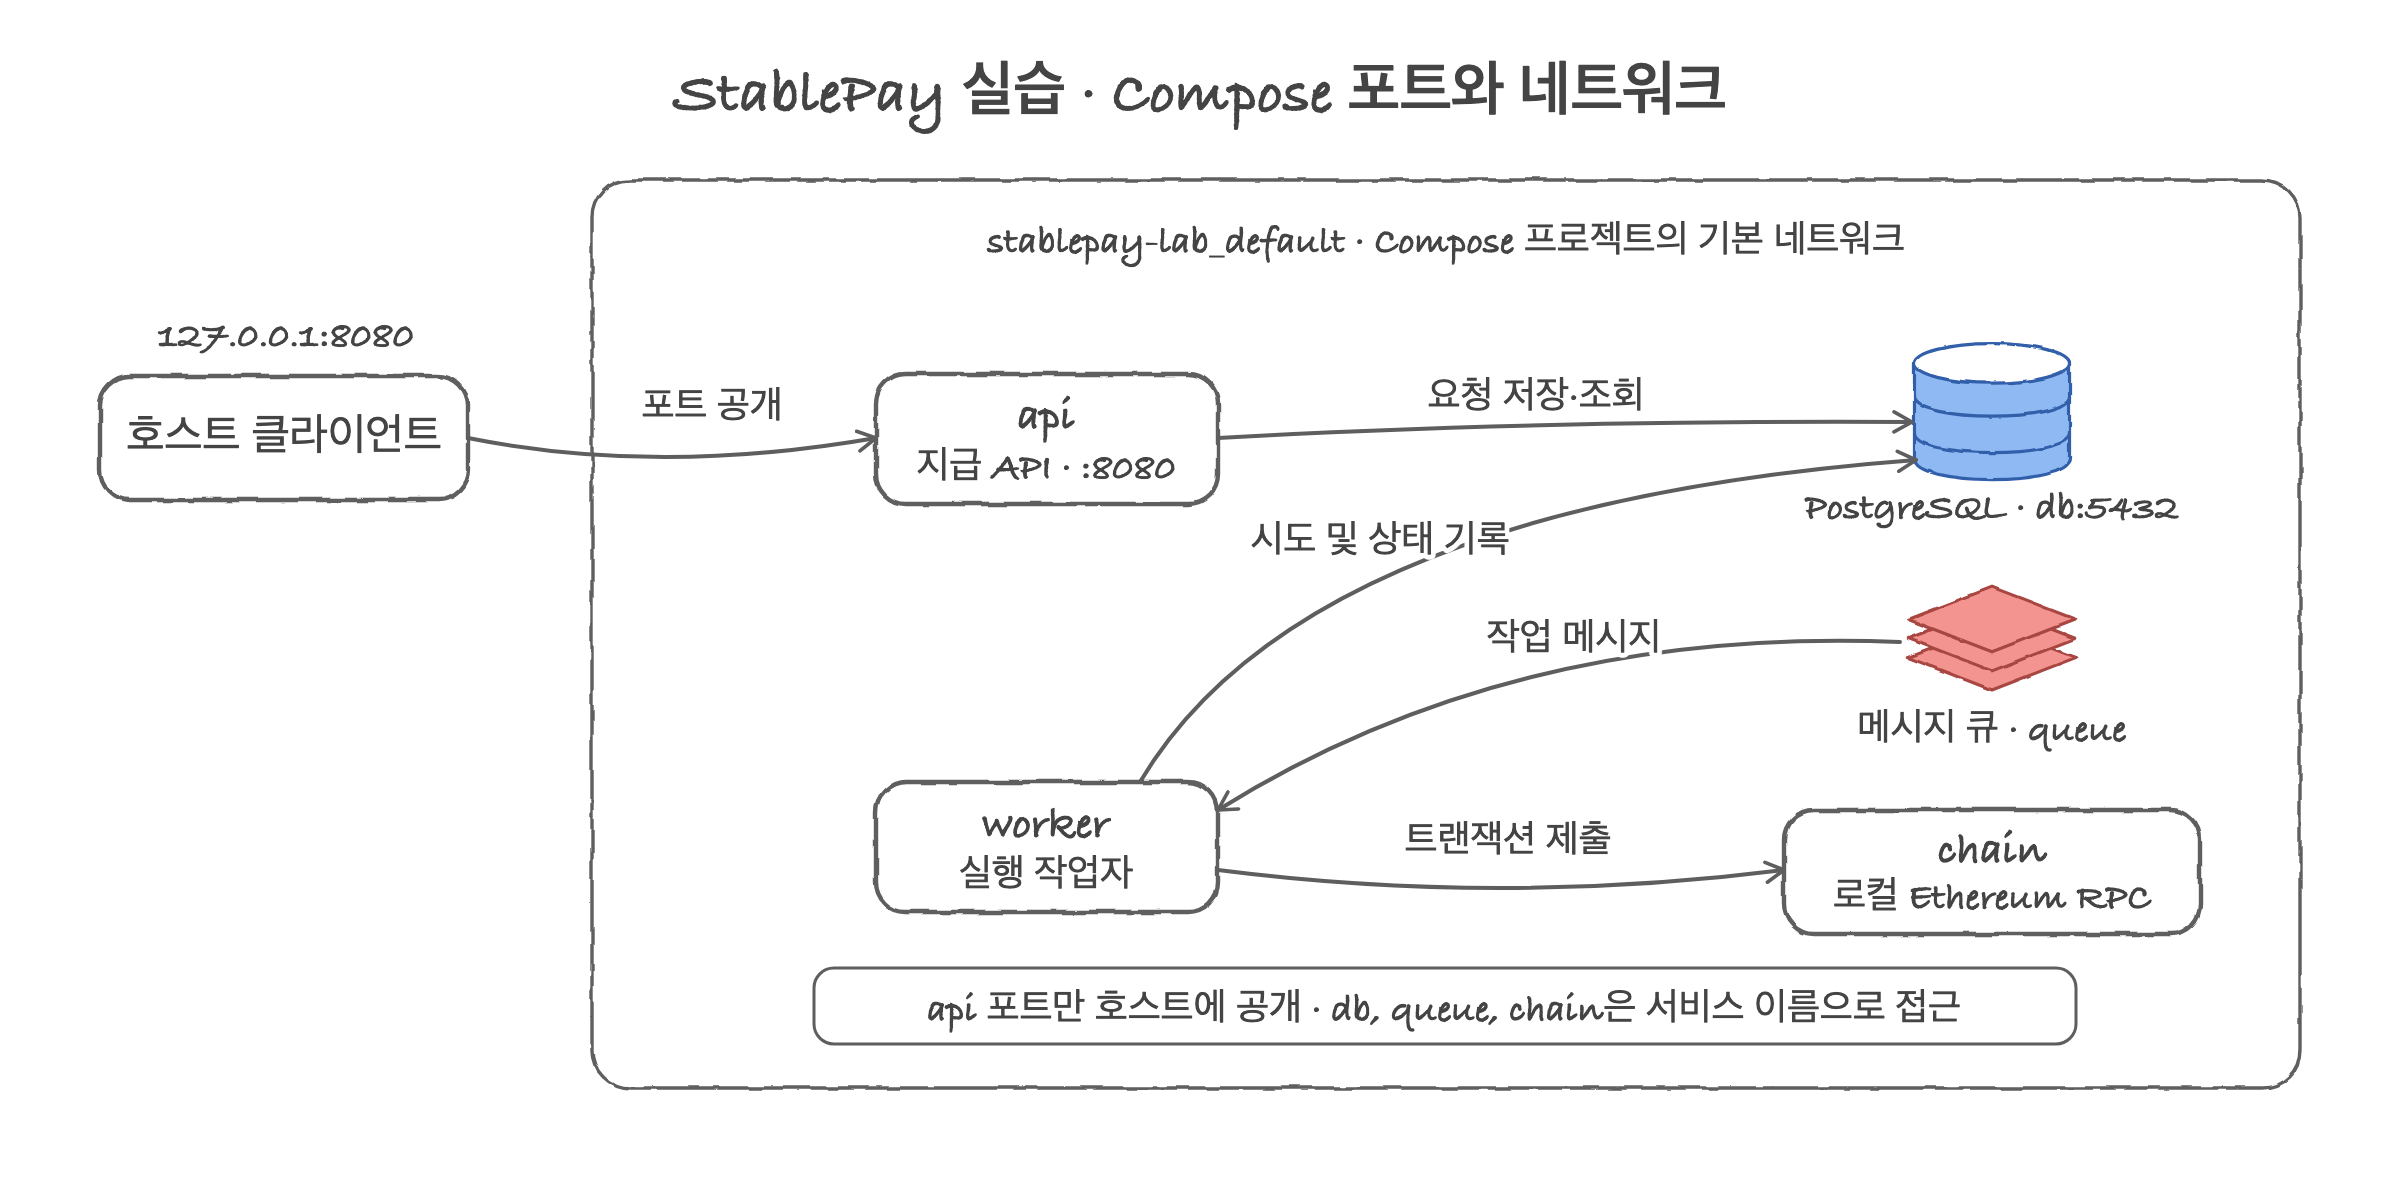 StablePay 실습 · Compose 포트와 네트워크
stablepay-lab_default · Compose 프로젝트의 기본 네트워크
127.0.0.1:8080
호스트 클라이언트
포트 공개
api
지급 API · :8080
요청 저장·조회
PostgreSQL · db:5432
시도 및 상태 기록
작업 메시지
메시지 큐 · queue
worker
실행 작업자
트랜잭션 제출
chain
로컬 Ethereum RPC
api 포트만 호스트에 공개 · db, queue, chain은 서비스 이름으로 접근